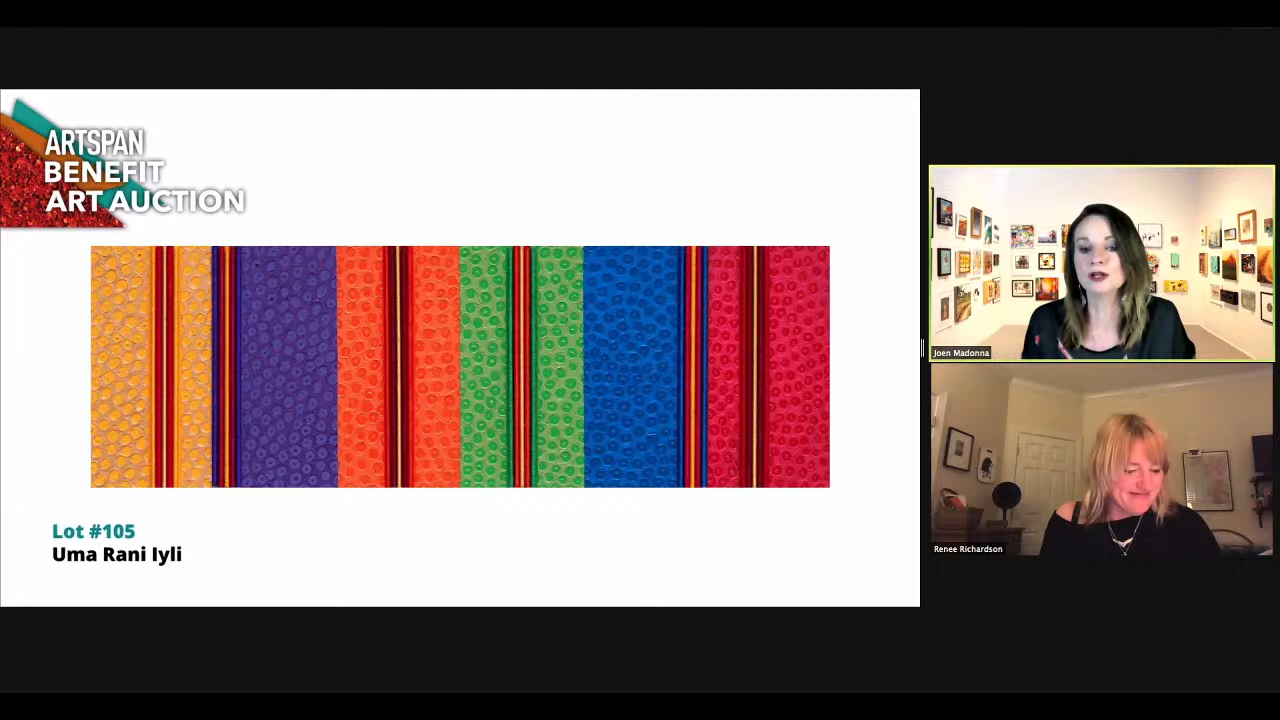 ARTSPAN
BENEFIT
ART AUCTION
Lot #105
Uma Rani Iyli
Joen Madonna
Renee Richardson